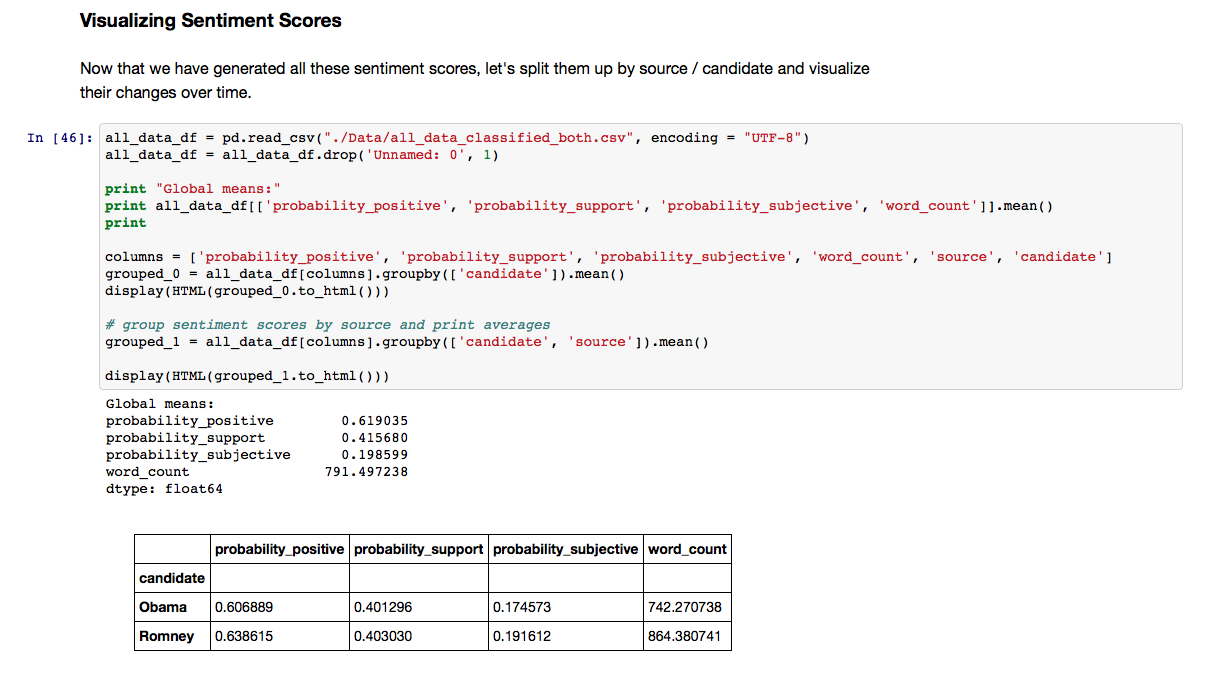 Visualizing Sentiment Scores
Now that we have generated all these sentiment scores, let's split them up by source / candidate and visualize
their changes over time.
In [46]: all_data_df = pd.read_csv("./Data/all_data_classified_both.csv", encoding = "UTF-8")
all_data_df = all_data_df.drop('Unnamed: 0', 1)
print "Global means:"
print all_data_df[['probability_positive', 'probability_support', 'probability_subjective', 'word_count']].mean()
print
columns = ['probability_positive', 'probability_support', 'probability_subjective', 'word_count', 'source', 'candidate']
grouped_0 = all_data_df[columns].groupby(['candidate']).mean()
display(HTML(grouped_0.to_html()))
# group sentiment scores by source and print averages
grouped_1 = all_data_df[columns].groupby(['candidate', 'source']).mean()
display(HTML(grouped_1.to_html()))
Global means:
probability_positive 0.619035
probability_support 0.415680
probability_subjective 0.198599
word_count 791.497238
dtype: float64
probability_positive probability_support probability_subjective word_count
candidate
Obama 0.606889 0.401296 0.174573 742.270738
Romney 0.638615 0.403030 0.191612 864.380741